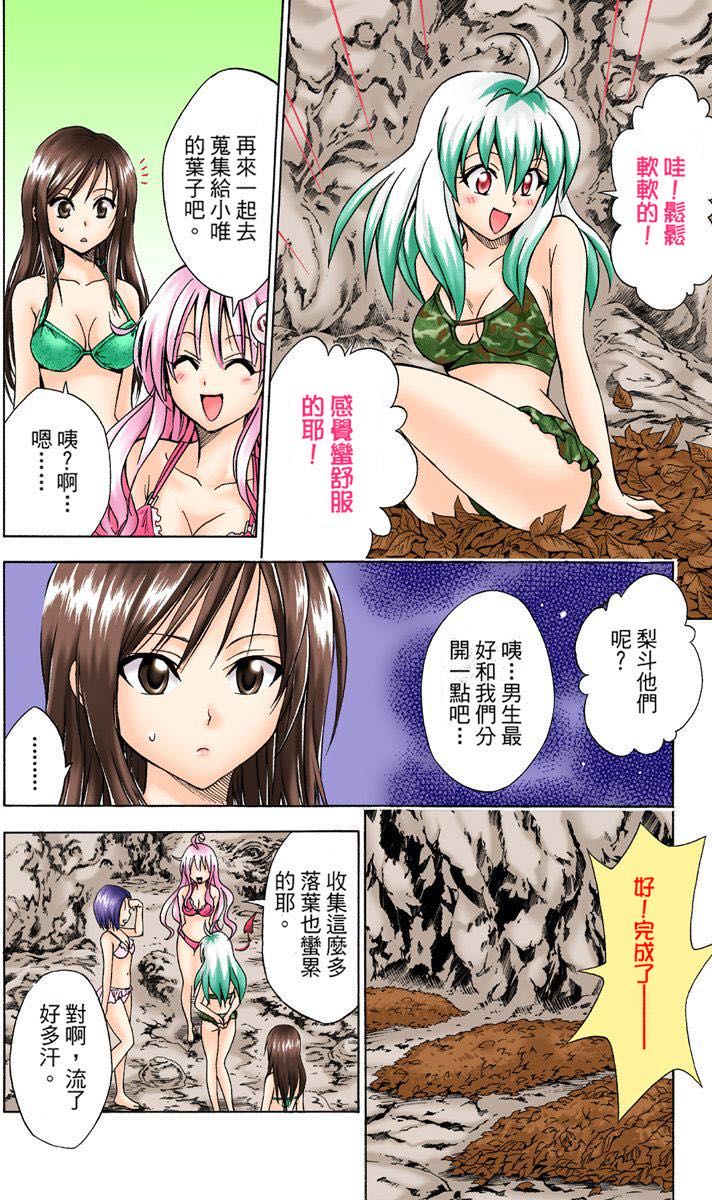 哇！鬆鬆
軟軟的！
感覺蠻舒服
的耶！
再來一起去
蒐集給小唯
的葉子吧。
咦？啊…
嗯……
梨斗他們
呢？
咦…男生最
好和我們分
開一點吧…
………
好！完成了——
收集這麼多
落葉也蠻累
的耶。
對啊，流了
好多汗。